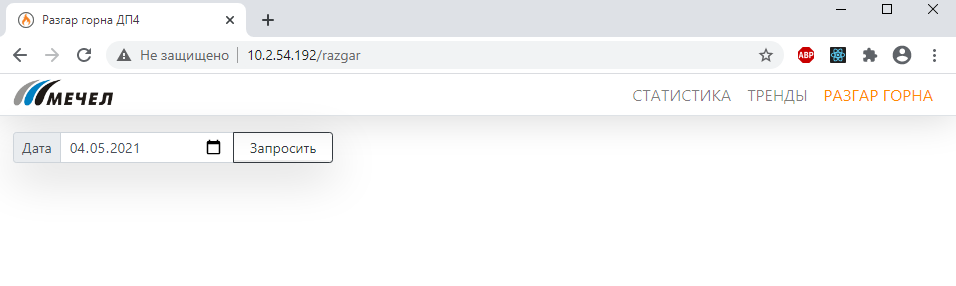 Разгар горна ДП4
Не защищено 10.2.54.192/razgar
ABP
МЕЧЕЛ СТАТИСТИКА ТРЕНДЫ РАЗГАР ГОРНА
Дата 04.05.2021 Запросить